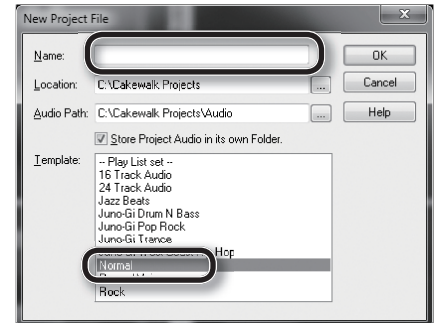 New Project File
Name:
OK
Location: C:\Cakewalk Projects ...
Cancel
Audio Path: C:\Cakewalk Projects\Audio ...
Help
Store Project Audio in its own Folder.
Template:
-- Play List set --
16 Track Audio
24 Track Audio
Jazz Beats
Juno-Gi Drum N Bass
Juno-Gi Pop Rock
Juno-Gi Trance
Hop
Normal
Rock